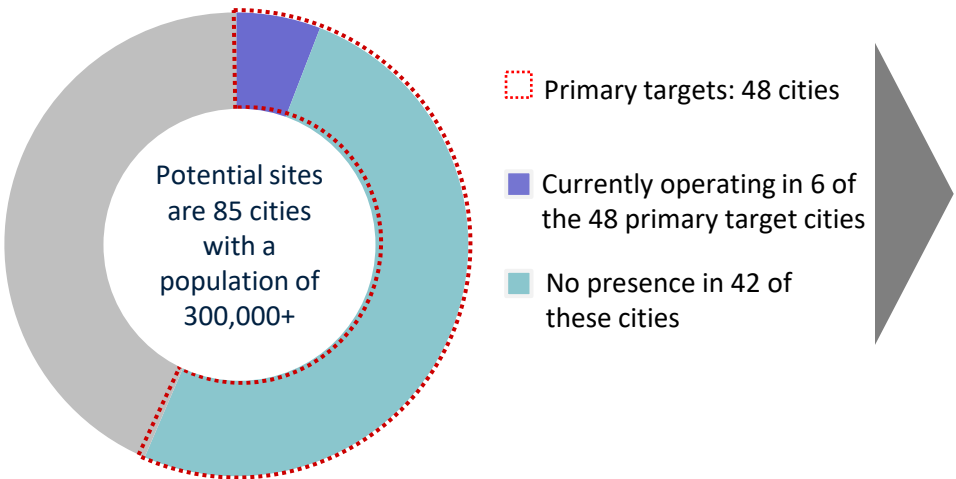 Potential sites
are 85 cities
with a
population of
300,000+
Primary targets: 48 cities
Currently operating in 6 of
the 48 primary target cities
No presence in 42 of
these cities